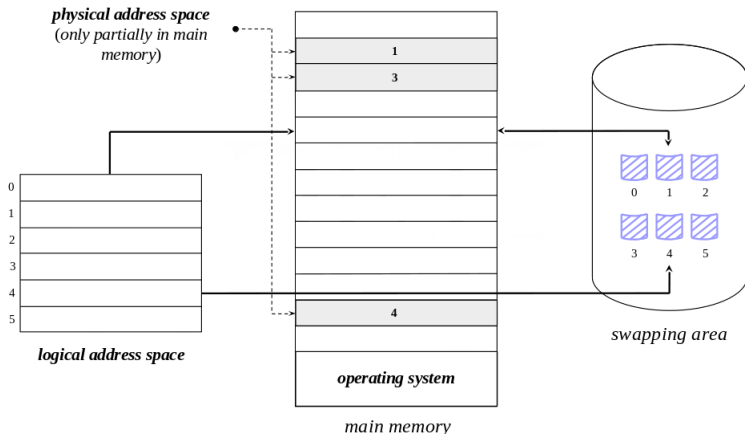 physical address space
(only partially in main
memory)
1
3
0
1
2
3
4
5
logical address space
4
operating system
main memory
0 1 2
3 4 5
swapping area